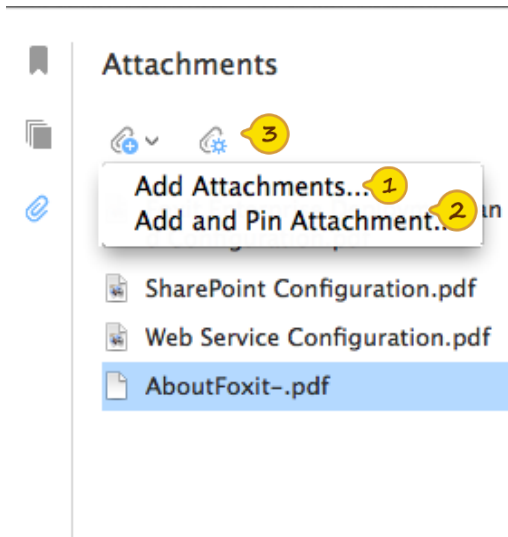 Attachments
3
Add Attachments... 1
Add and Pin Attachment.. 2
SharePoint Configuration.pdf
Web Service Configuration.pdf
AboutFoxit-.pdf